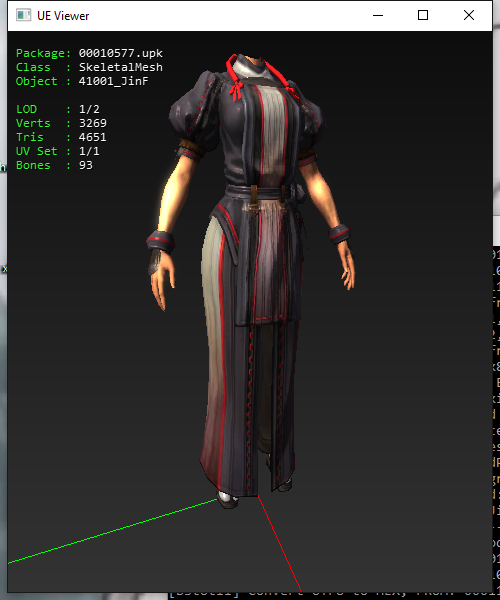 UE Viewer
Package: 00010577.upk
Class  : SkeletalMesh
Object : 41001_JinF
LOD    : 1/2
Verts  : 3269
Tris   : 4651
UV Set : 1/1
Bones  : 93